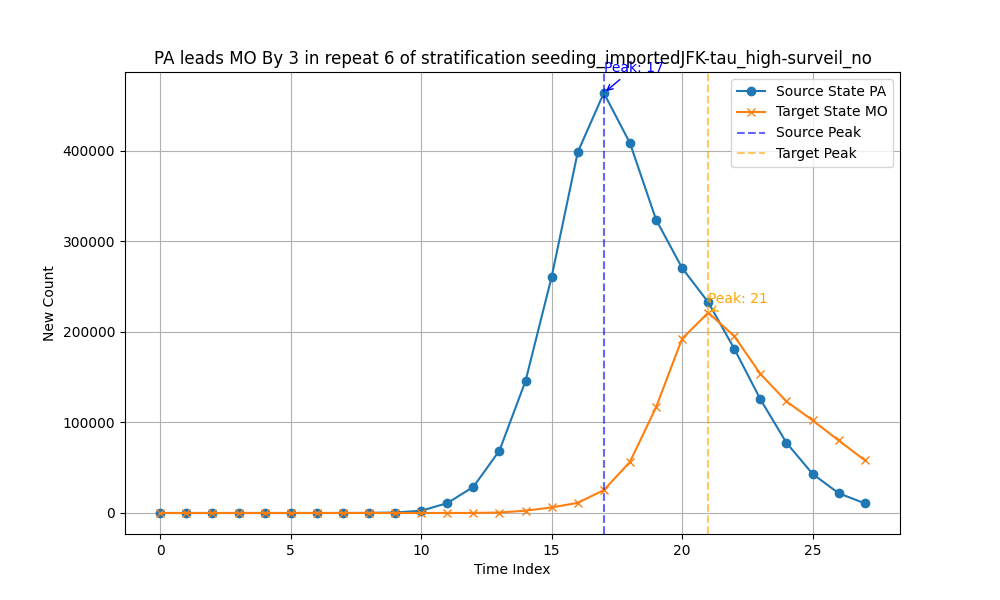 PA leads MO By 3 in repeat 6 of stratification seeding_importedJFK-tau_high-surveil_no
Peak: 17
Source State PA
Target State MO
Source Peak
Target Peak
400000
300000
Peak: 21
200000
100000
0
New Count
0 5 10 15 20 25
Time Index